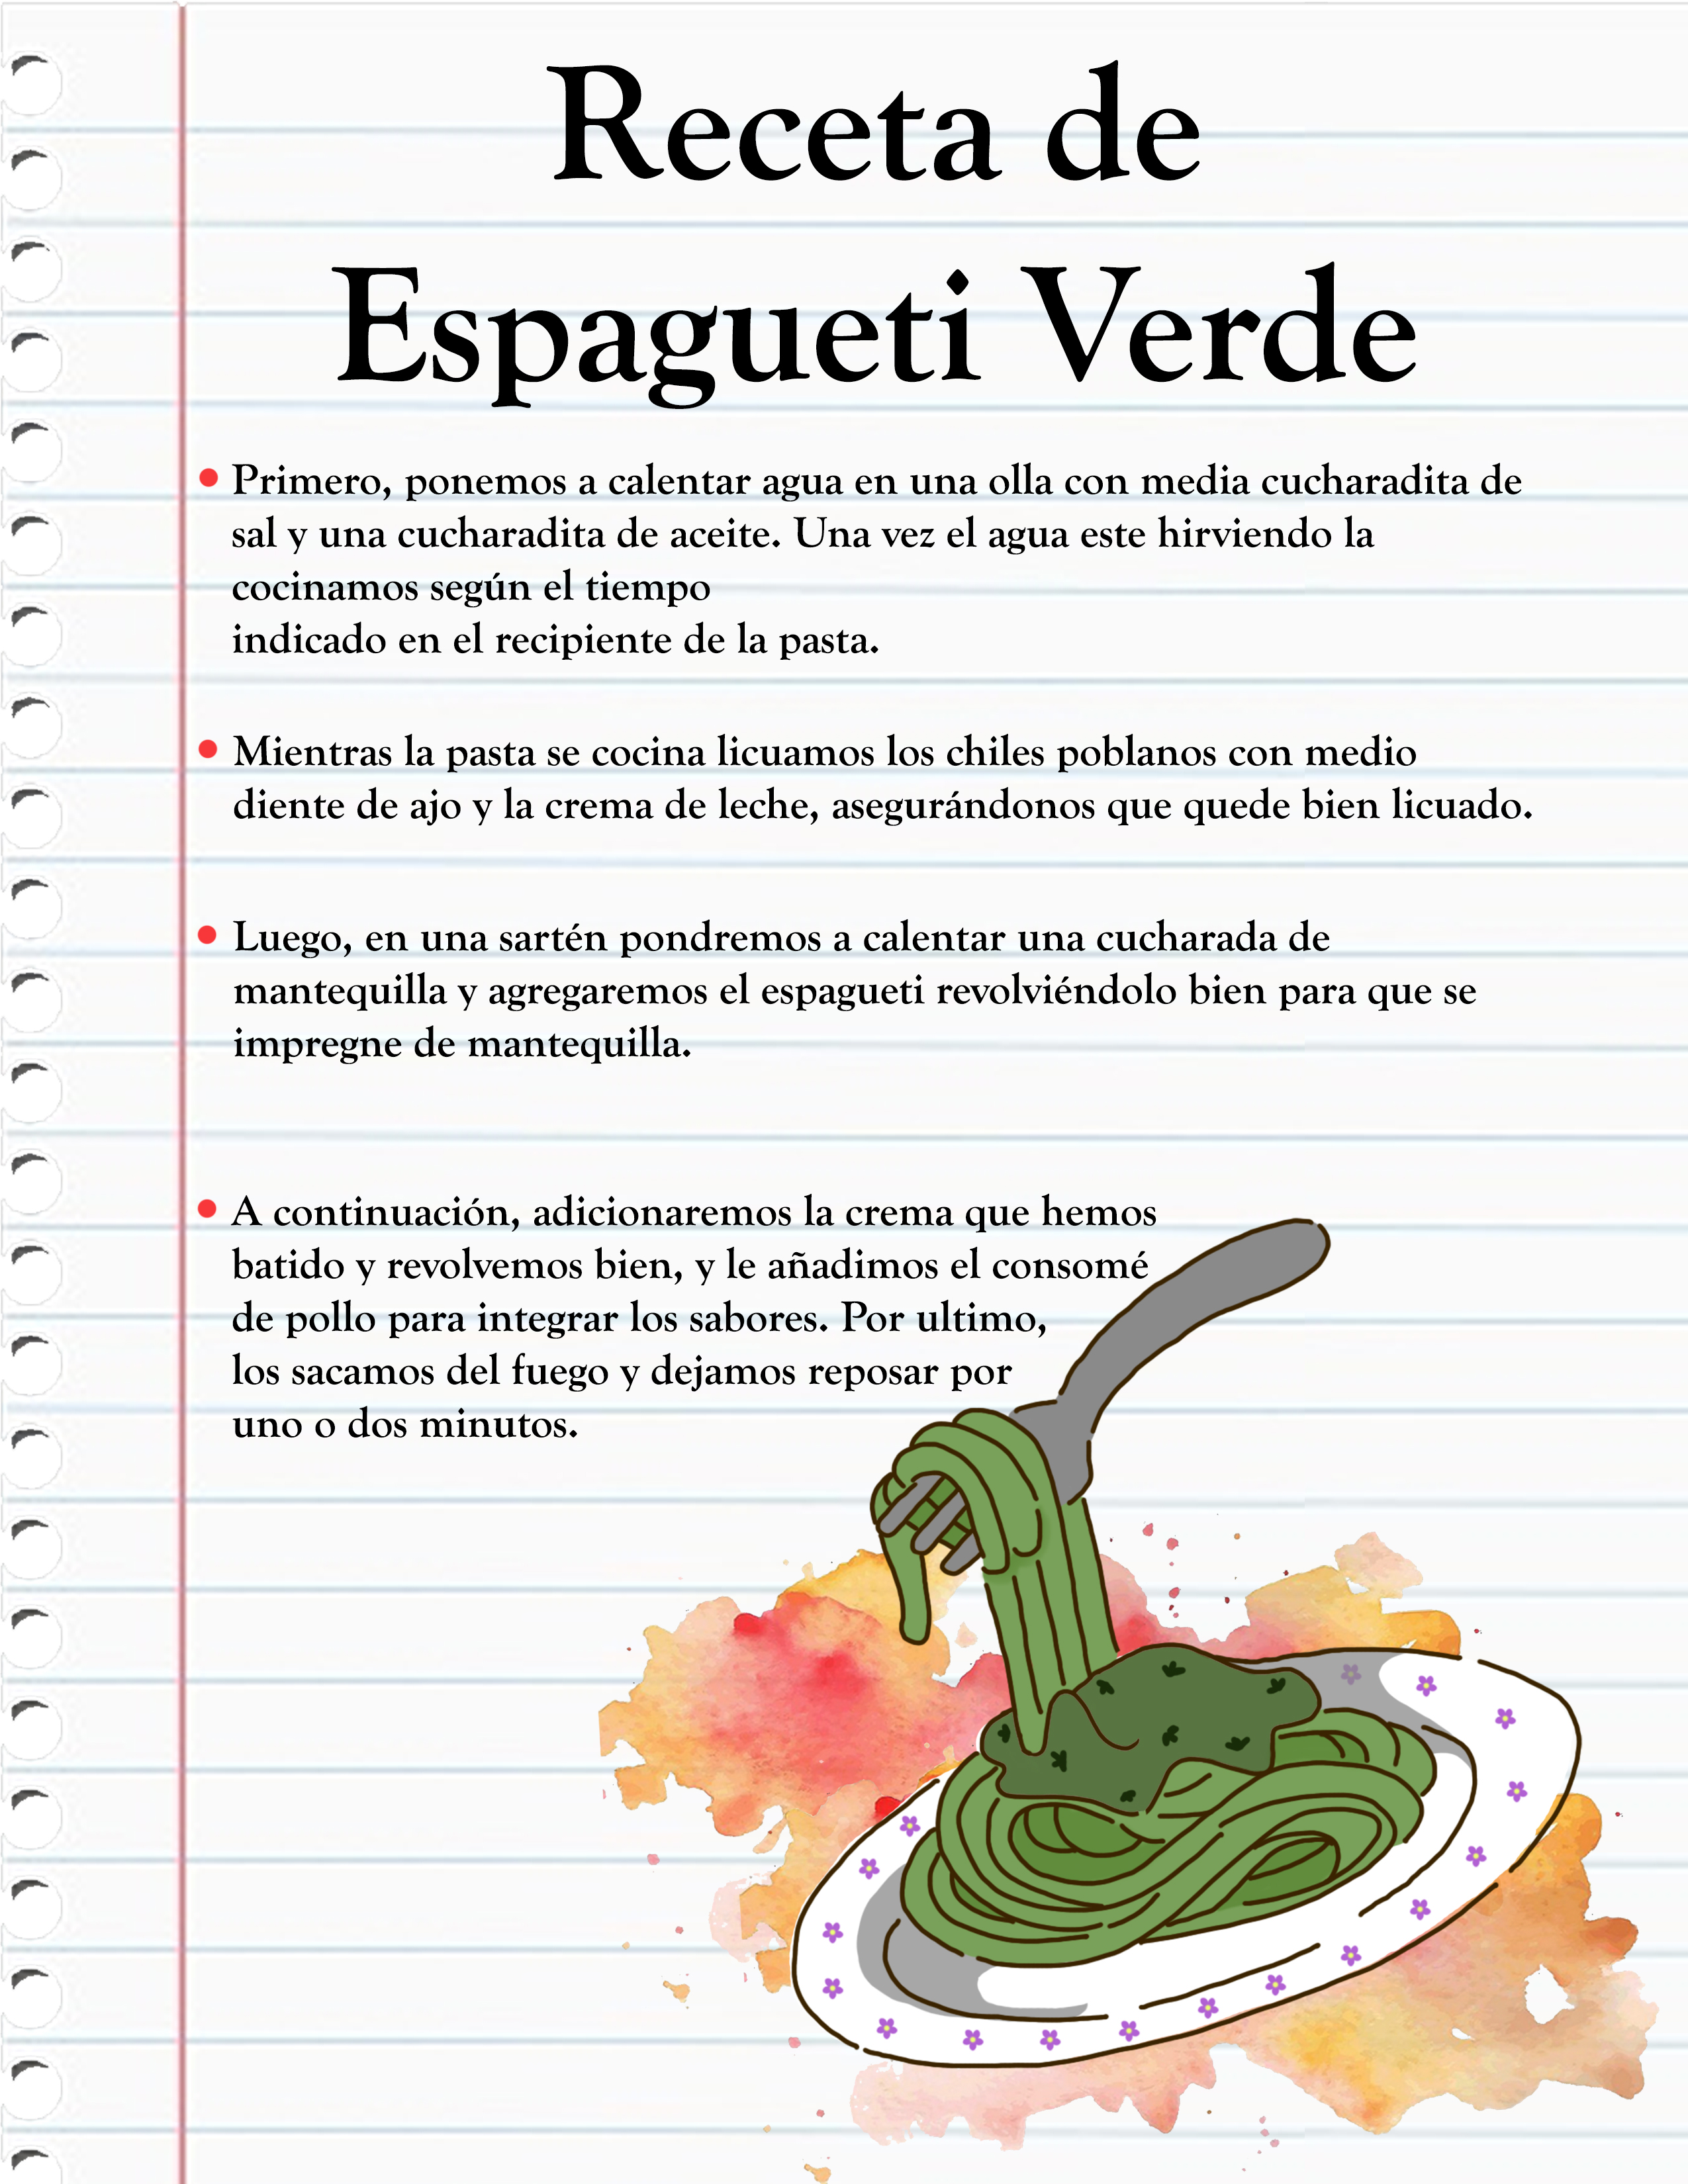 Receta de
Espagueti Verde
Primero, ponemos a calentar agua en una olla con media cucharadita de
sal y una cucharadita de aceite. Una vez el agua este hirviendo la
cocinamos según el tiempo
indicado en el recipiente de la pasta.
Mientras la pasta se cocina licuamos los chiles poblanos con medio
diente de ajo y la crema de leche, asegurándonos que quede bien licuado.
Luego, en una sartén pondremos a calentar una cucharada de
mantequilla y agregaremos el espagueti revolviéndolo bien para que se
impregne de mantequilla.
A continuación, adicionaremos la crema que hemos
batido y revolvemos bien, y le añadimos el consomé
de pollo para integrar los sabores. Por ultimo,
los sacamos del fuego y dejamos reposar por
uno o dos minutos.